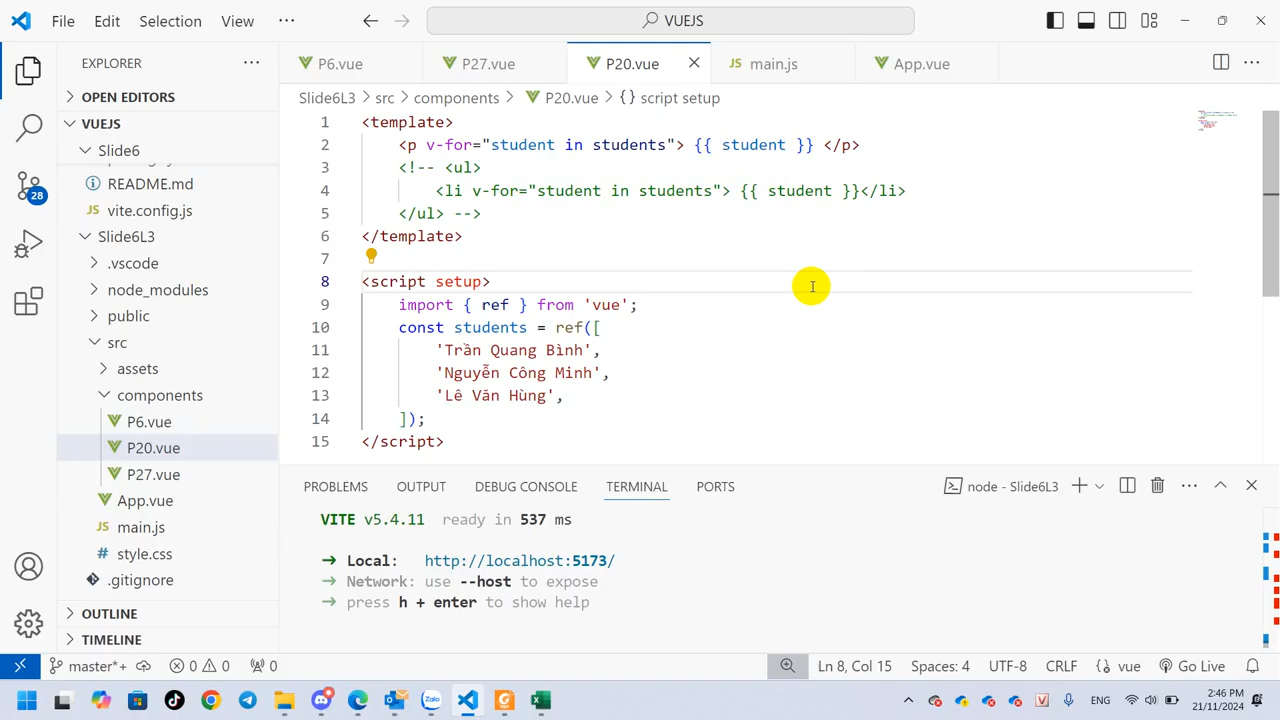 File Edit Selection View ··· VUEJS
EXPLORER ···
OPEN EDITORS
VUEJS
Slide6
README.md
JS vite.config.js
Slide6L3
.vscode
node_modules
public
src
assets
components
P6.vue
P20.vue
P27.vue
App.vue
JS main.js
# style.css
.gitignore
OUTLINE
TIMELINE
28
P6.vue P27.vue P20.vue JS main.js App.vue ···
Slide6L3 > src > components > P20.vue > {} script setup
1 <template>
2 <p v-for="student in students"> {{ student }} </p>
3 <!-- <ul>
4 <li v-for="student in students"> {{ student }}</li>
5 </ul> -->
6 </template>
7
8 <script setup>
9 import { ref } from 'vue';
10 const students = ref([
11 'Trần Quang Bình',
12 'Nguyễn Công Minh',
13 'Lê Văn Hùng',
14 ]);
15 </script>
PROBLEMS OUTPUT DEBUG CONSOLE TERMINAL PORTS node - Slide6L3
VITE v5.4.11 ready in 537 ms
➜ Local: http://localhost:5173/
➜ Network: use --host to expose
➜ press h + enter to show help
master*+ 0 0 0 Ln 8, Col 15 Spaces: 4 UTF-8 CRLF vue Go Live
Zalo ENG 2:46 PM
21/11/2024